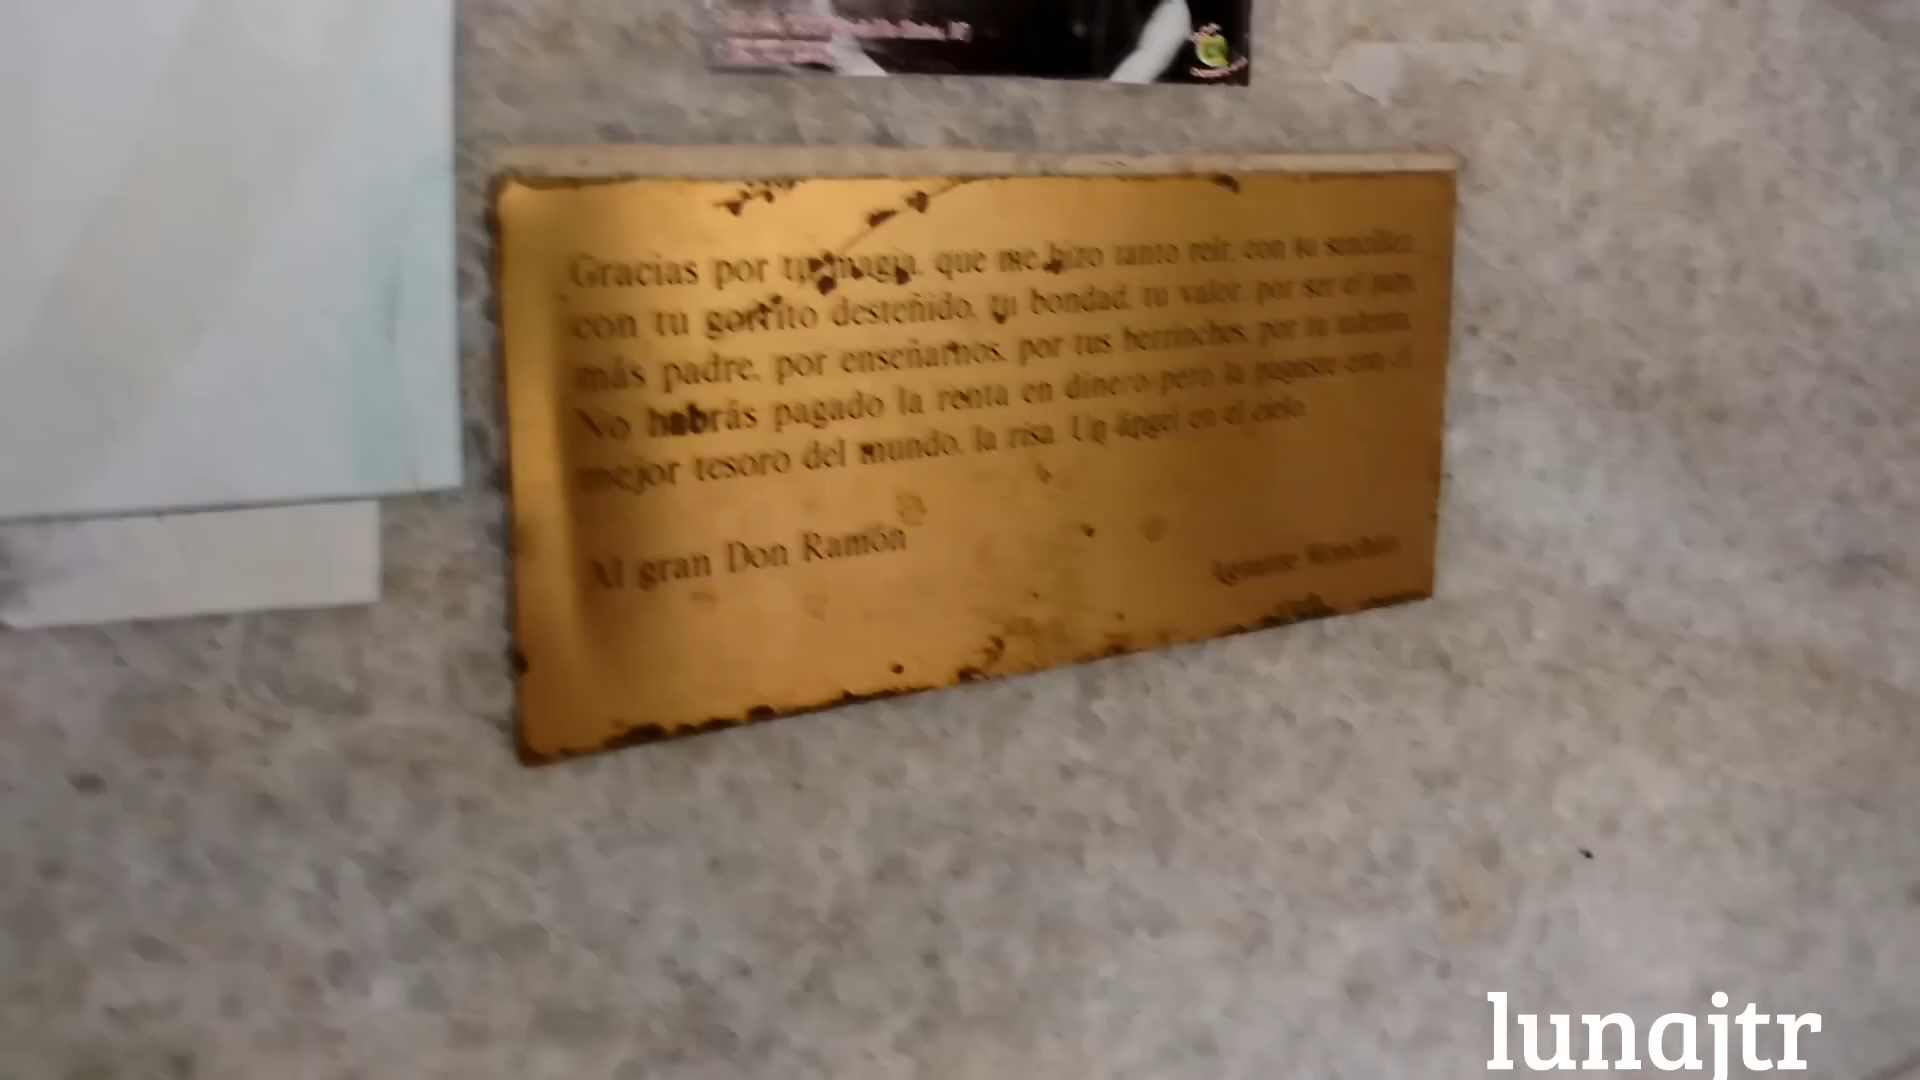 Gracias por tu magia, que me hizo tanto reir, con tu sencillez,
con tu gorrito desteñido, tu bondad, tu valor, por ser el papá
más padre, por enseñarnos, por tus berrinches, por tu talento.
No habrás pagado la renta en dinero pero la pagaste con el
mejor tesoro del mundo, la risa. Un ángel en el cielo.
Al gran Don Ramón
lunajtr